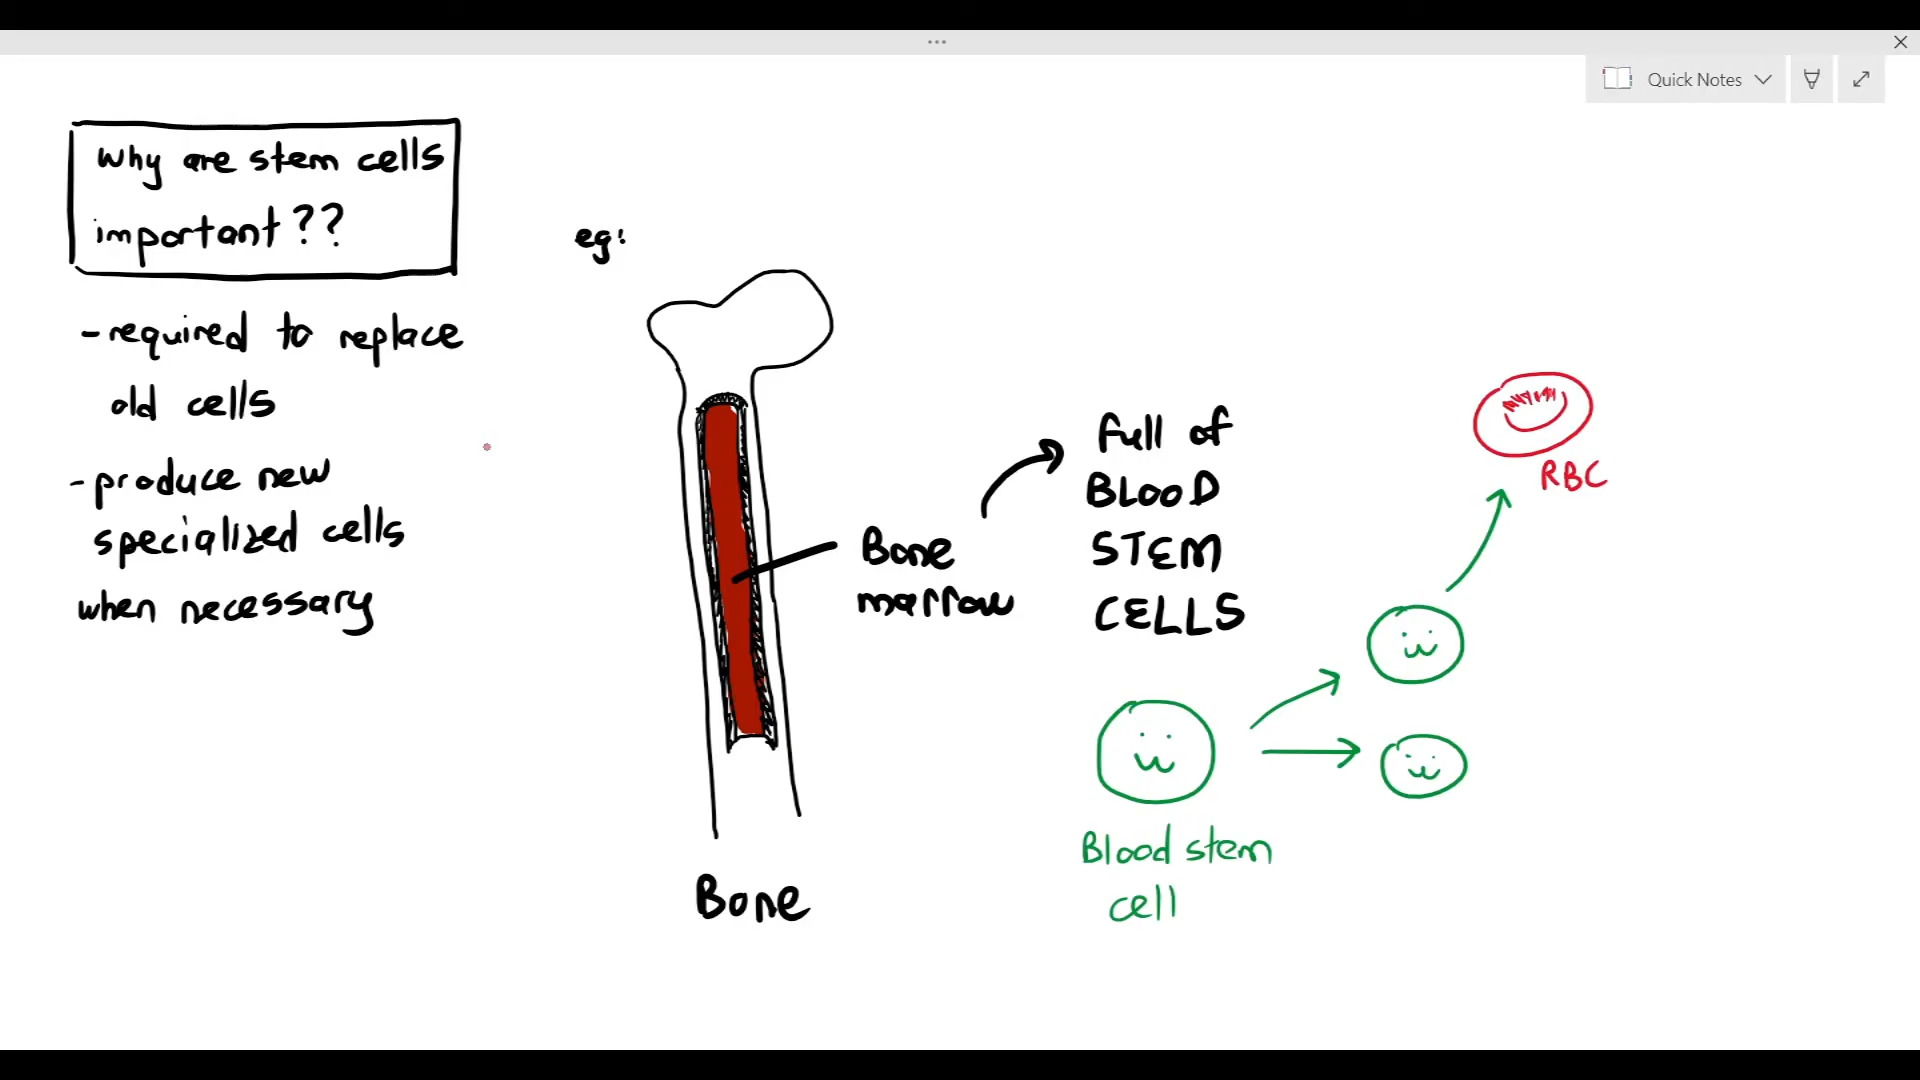 Quick Notes
Why are stem cells
important??
- required to replace
old cells
- produce new
specialized cells
when necessary
eg:
Bone
marrow
Bone
full of
BLOOD
STEM
CELLS
RBC
Blood stem
cell